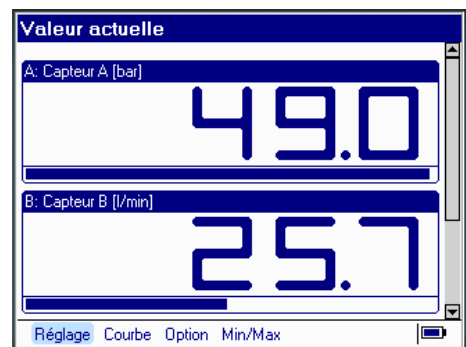 Valeur actuelle
A: Capteur A [bar]
49.0
B: Capteur B [l/min]
25.7
Réglage Courbe Option Min/Max